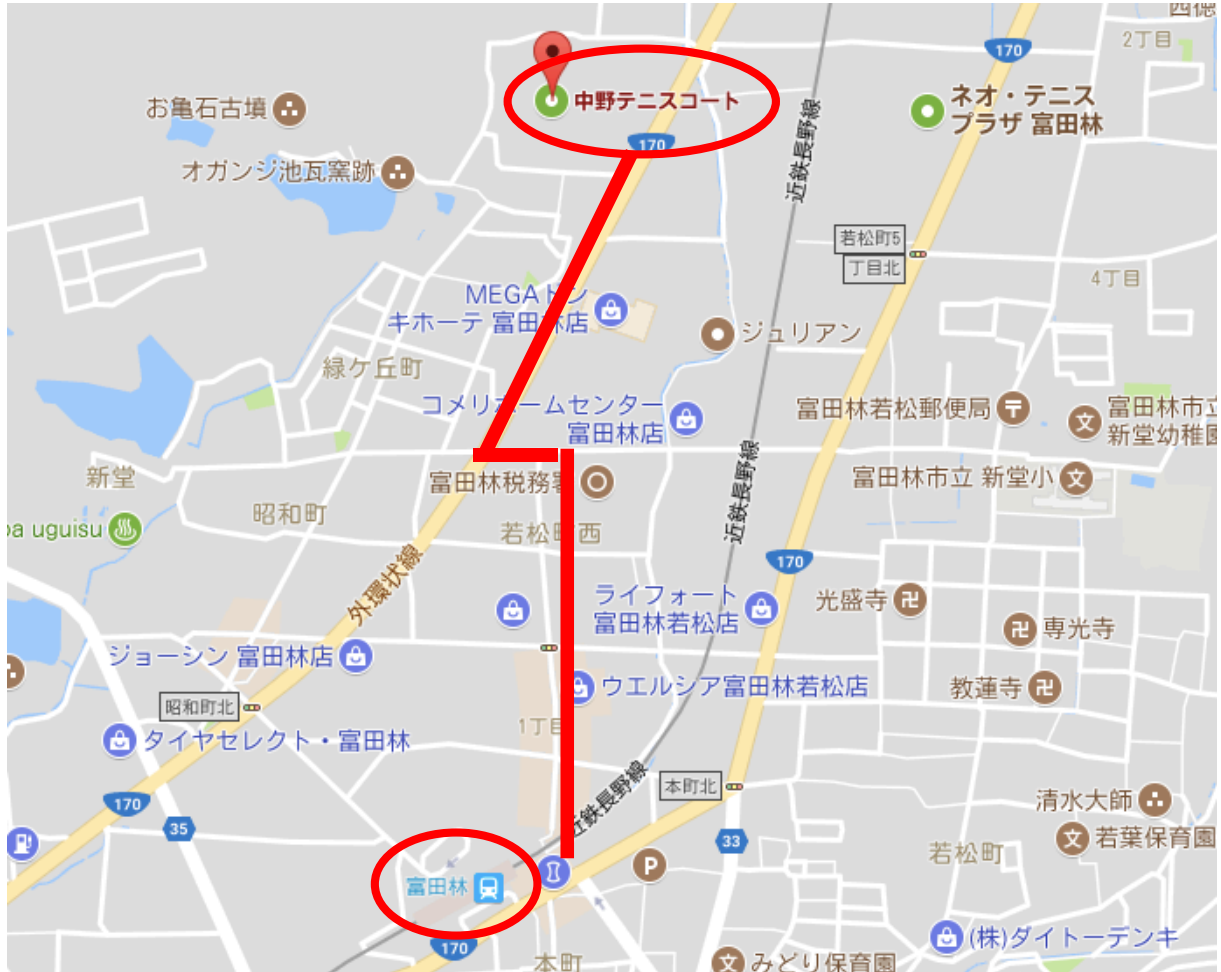 四徳
2丁目
170
ネオ・テニス
プラザ 富田林
中野テニスコート
170
お亀石古墳
オガンジ池瓦窯跡
近鉄長野線
若松町5
丁目北
4丁目
MEGAドン
キホーテ 富田林店
ジュリアン
緑ケ丘町
コメリホームセンター
富田林店
富田林若松郵便局
富田林市立
新堂幼稚園
新堂
富田林税務署
近鉄長野線
富田林市立 新堂小
文
昭和町
pa uguisu
若松町西
外環状線
170
ライフォート
富田林若松店
光盛寺
専光寺
ジョーシン 富田林店
ウエルシア富田林若松店
教蓮寺
昭和町北
タイヤセレクト・富田林
1丁目
近鉄長野線
本町北
170
35
清水大師
33
若葉保育園
若松町
P
富田林
170
(株)ダイトーデンキ
本町
みどり保育園